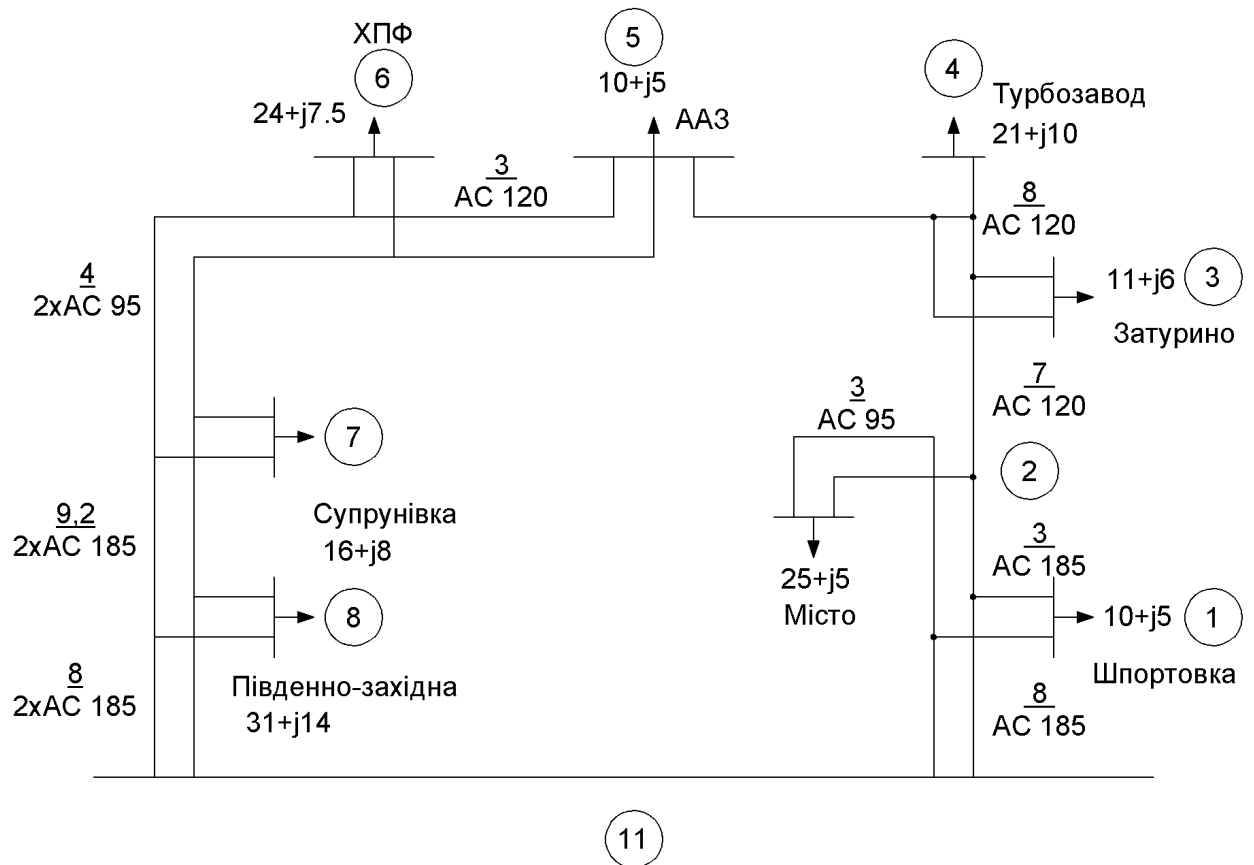 ХПФ
6
24+j7.5
5
10+j5
ААЗ
4
Турбозавод
21+j10
3
АС 120
8
АС 120
4
2хАС 95
11+j6
3
Затурино
7
АС 120
3
АС 95
7
2
Супрунівка
16+j8
9,2
2хАС 185
25+j5
Місто
3
АС 185
8
10+j5
1
Шпортовка
Південно-західна
31+j14
8
2хАС 185
8
АС 185
11